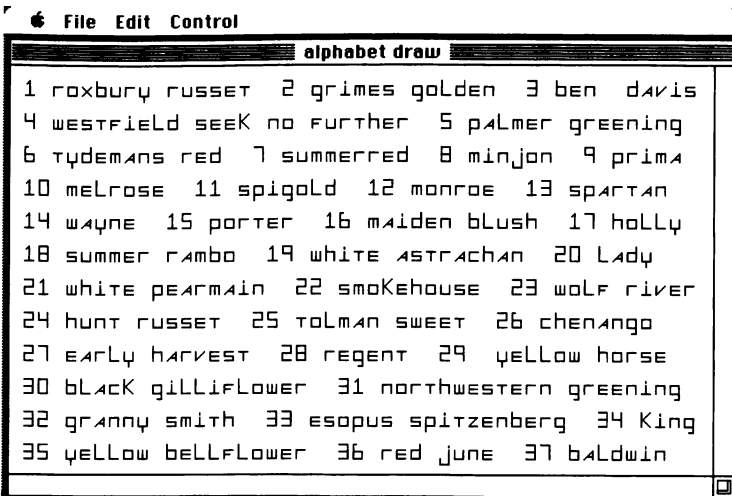 File Edit Control
alphabet draw
1 roxbury russet 2 grimes golden 3 ben davis
4 westfield seek no further 5 palmer greening
6 tydemans red 7 summerred 8 minjon 9 prima
10 melrose 11 spigold 12 monroe 13 spartan
14 wayne 15 porter 16 maiden blush 17 holly
18 summer rambo 19 white astrachan 20 Lady
21 white pearmain 22 smokehouse 23 wolf river
24 hunt russet 25 tolman sweet 26 chenango
27 early harvest 28 regent 29 yellow horse
30 black gilliflower 31 northwestern greening
32 granny smith 33 esopus spitzenberg 34 King
35 yellow bellflower 36 red june 37 baldwin